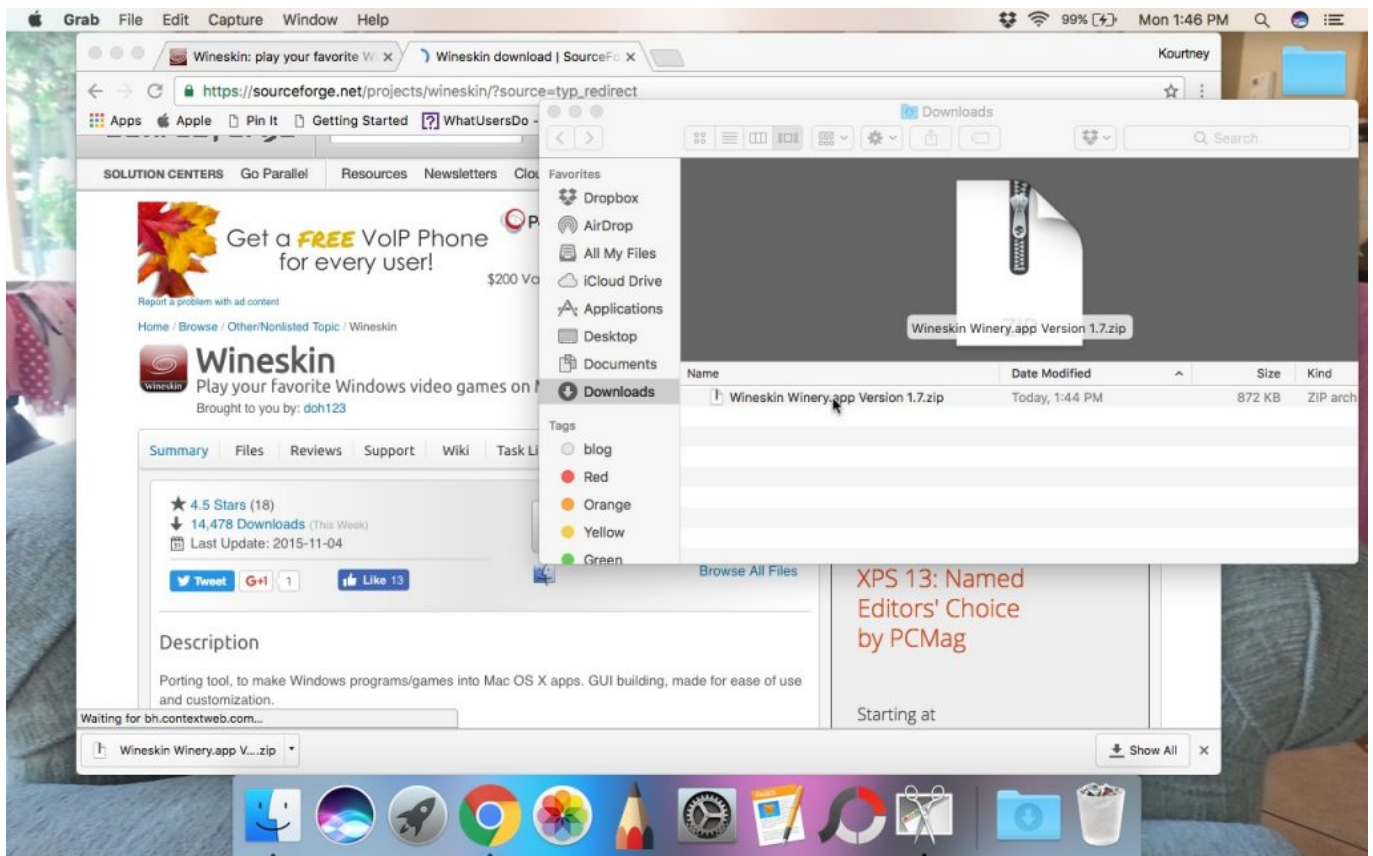 Grab File Edit Capture Window Help 99% Mon 1:46 PM
Wineskin: play your favorite Wi Wineskin download | SourceFo Kourtney
https://sourceforge.net/projects/wineskin/?source=typ_redirect
Apps Apple Pin It Getting Started WhatUsersDo -
SOLUTION CENTERS Go Parallel Resources Newsletters Clou
Get a FREE VoIP Phone
for every user!
$200 Va
Report a problem with ad content
Home / Browse / Other/Nonlisted Topic / Wineskin
Wineskin
Wineskin
Play your favorite Windows video games on M
Brought to you by: doh123
Summary Files Reviews Support Wiki Task Li
4.5 Stars (18)
14,478 Downloads (This Week)
Last Update: 2015-11-04
Tweet G+1 1 Like 13
Browse All Files
Description
Porting tool, to make Windows programs/games into Mac OS X apps. GUI building, made for ease of use
and customization.
XPS 13: Named
Editors' Choice
by PCMag
Starting at
Waiting for bh.contextweb.com...
Wineskin Winery.app V....zip Show All
Downloads
Search
Favorites
Dropbox
AirDrop
All My Files
iCloud Drive
Applications
Desktop
Documents
Downloads
Tags
blog
Red
Orange
Yellow
Green
Wineskin Winery.app Version 1.7.zip
Name Date Modified Size Kind
Wineskin Winery.app Version 1.7.zip Today, 1:44 PM 872 KB ZIP arch
PAGES